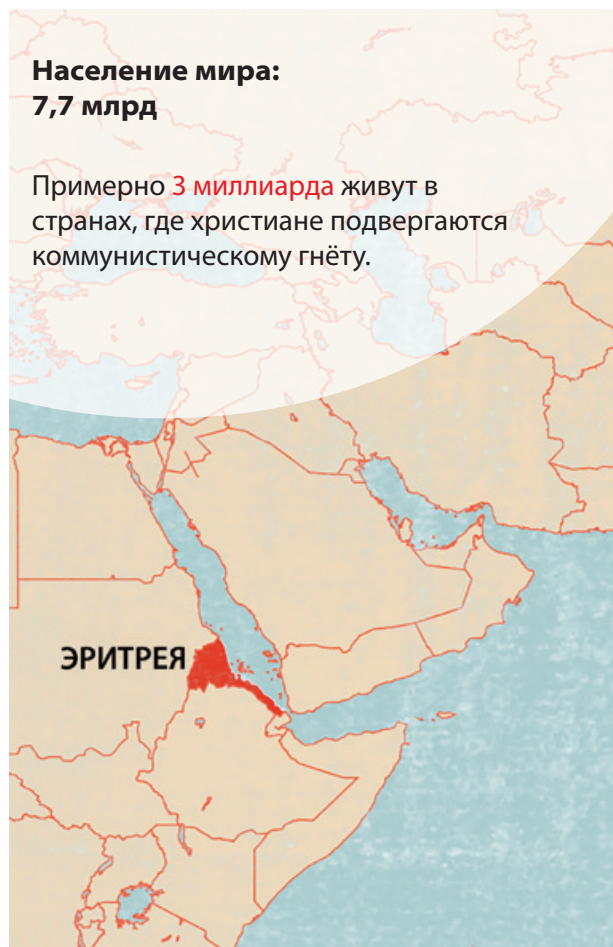 Население мира:
7,7 млрд
Примерно 3 миллиарда живут в
странах, где христиане подвергаются
коммунистическому гнёту.
ЭРИТРЕЯ